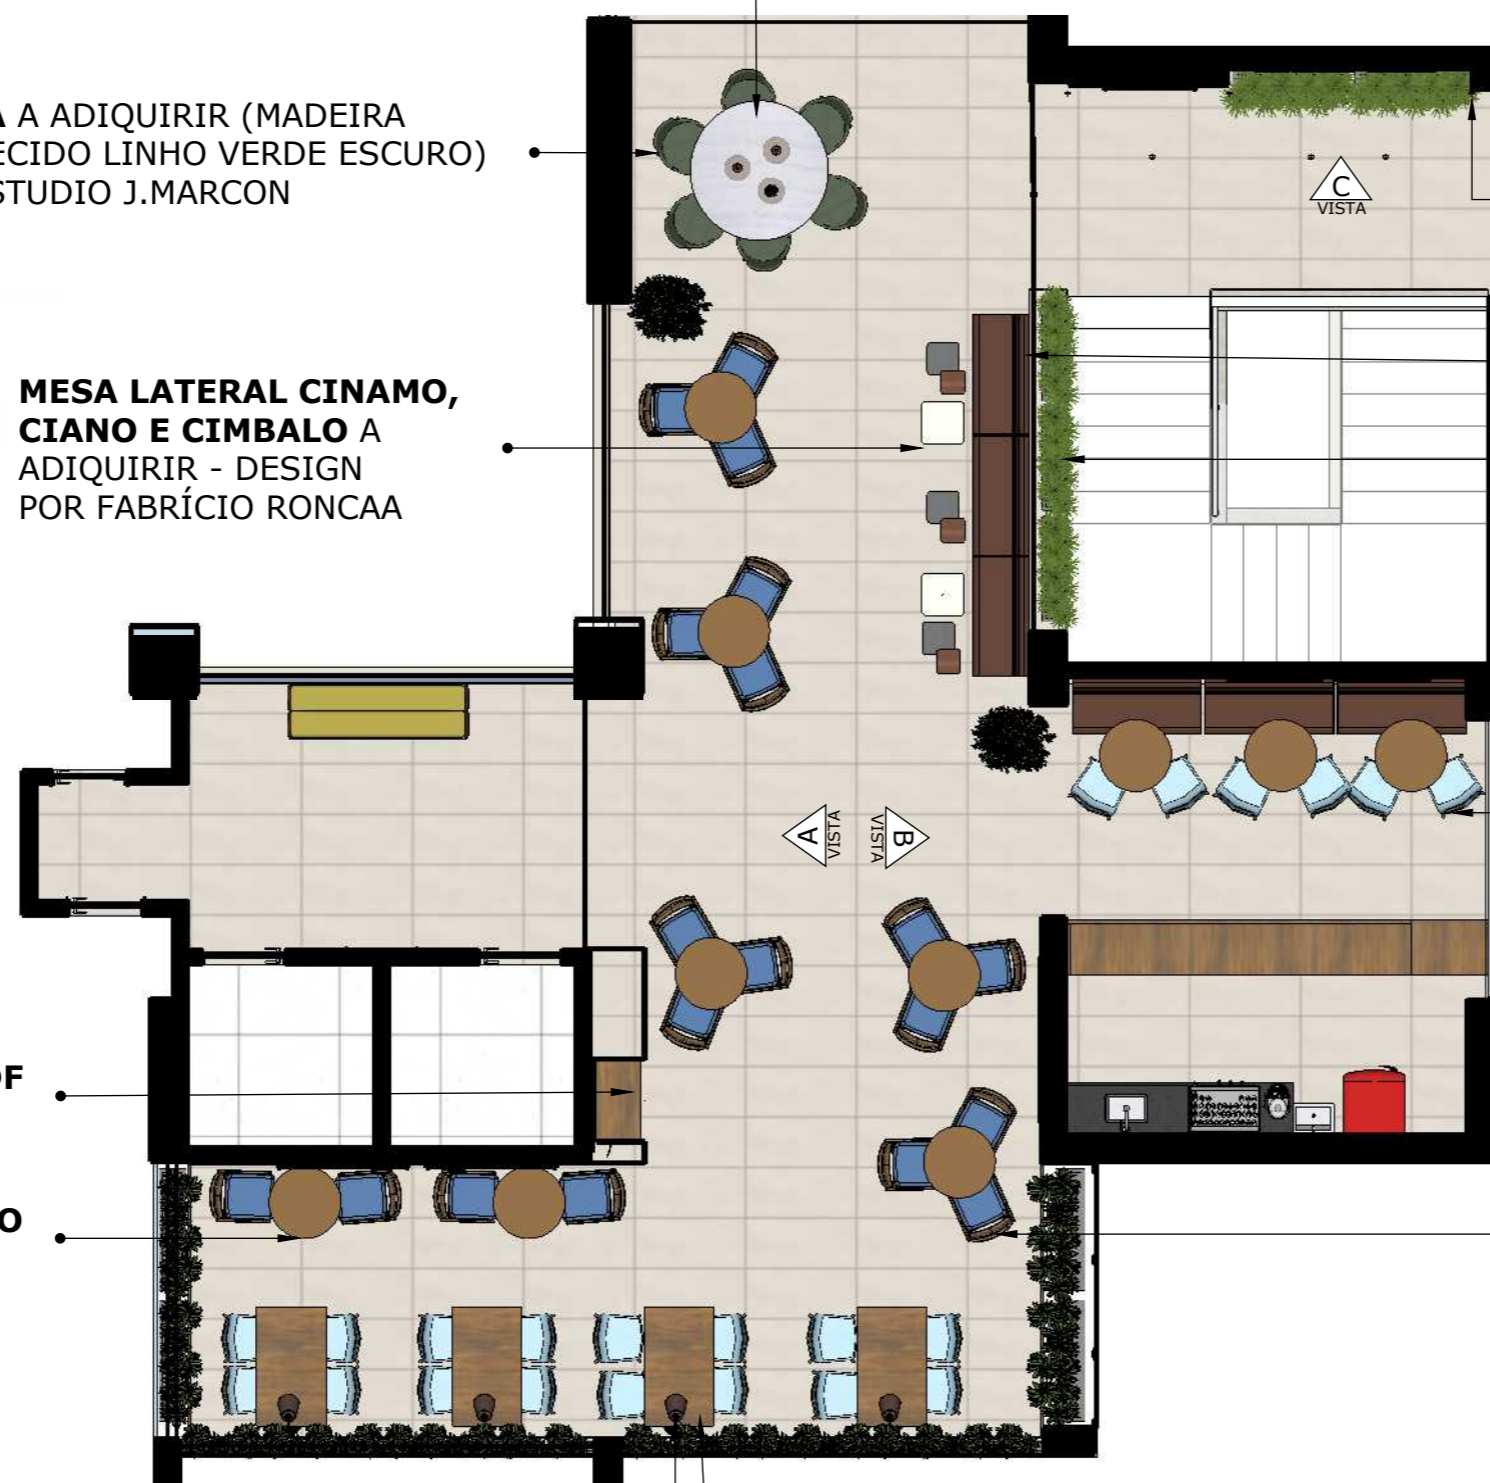 A A ADIQUIRIR (MADEIRA
ECIDO LINHO VERDE ESCURO)
STUDIO J.MARCON
C
VISTA
MESA LATERAL CINAMO,
CIANO E CIMBALO A
ADIQUIRIR - DESIGN
POR FABRÍCIO RONCAA
A
VISTA
VISTA
B
OF
O